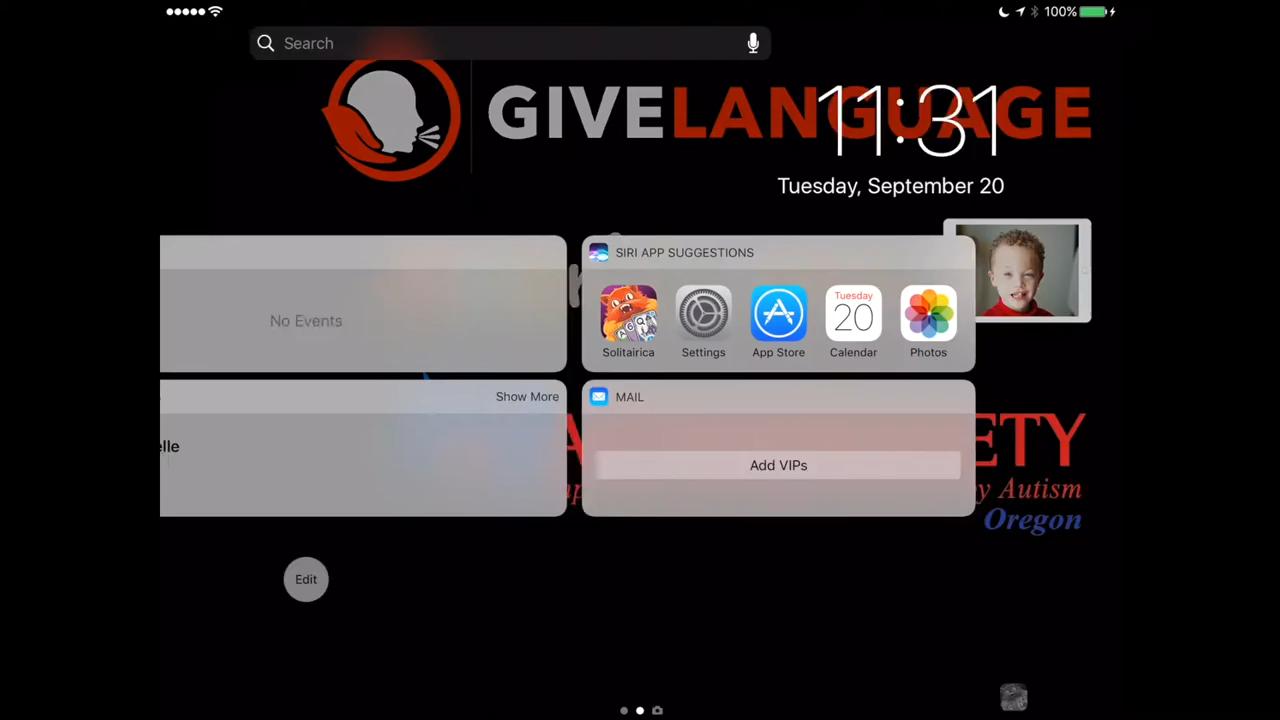 100%
Search
GIVELANGUAGE
11:31
Tuesday, September 20
SIRI APP SUGGESTIONS
No Events
Tuesday
20
Solitairica
Settings
App Store
Calendar
Photos
Show More
MAIL
elle
Add VIPs
ETY
y Autism
Oregon
Edit